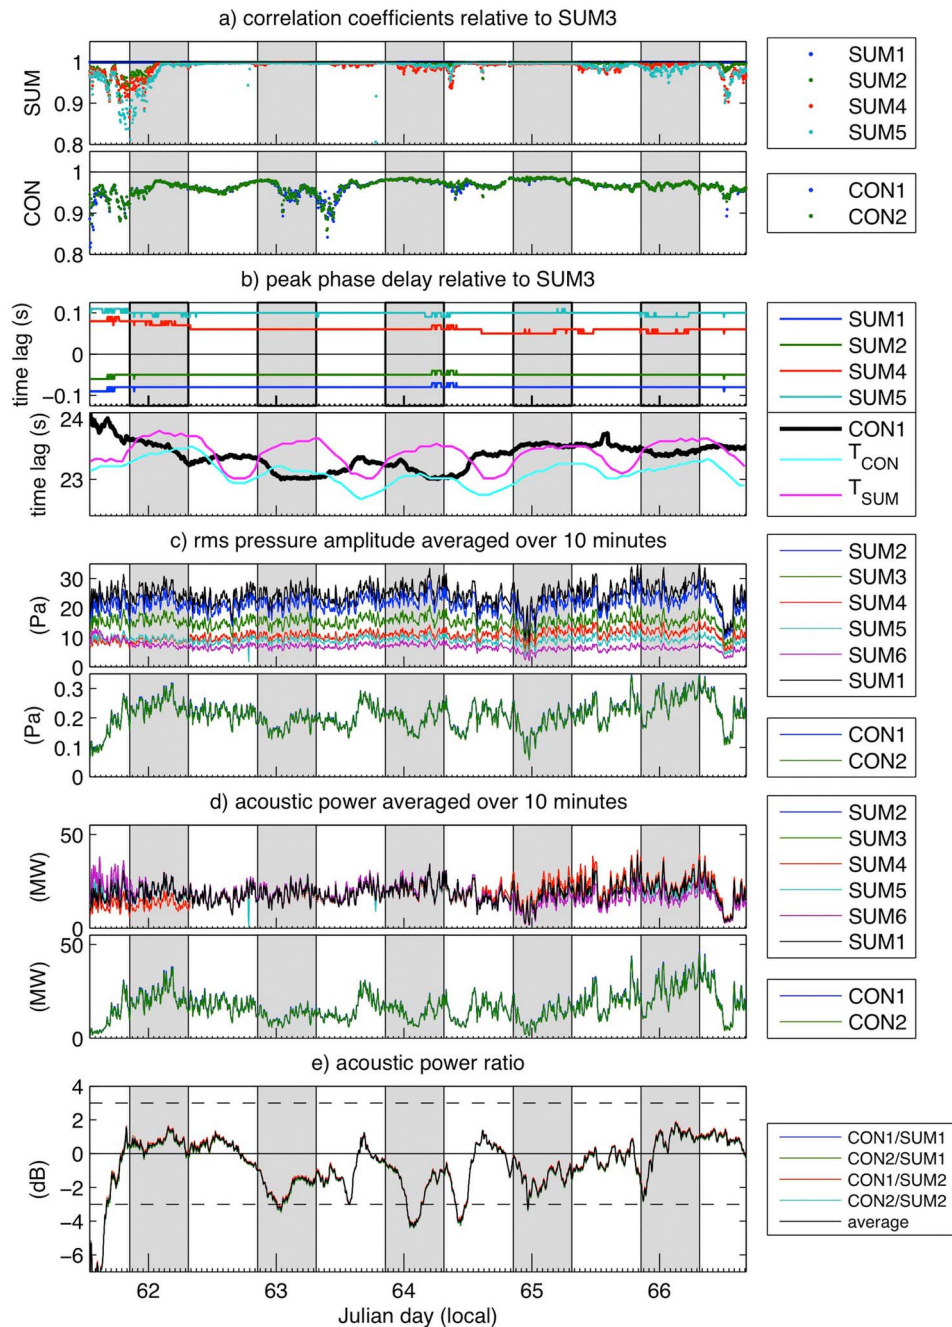 a) correlation coefficients relative to SUM3
SUM
1
0.9
0.8
SUM1
SUM2
SUM4
SUM5
CON
1
0.9
0.8
CON1
CON2
b) peak phase delay relative to SUM3
time lag (s)
0.1
0
−0.1
SUM1
SUM2
SUM4
SUM5
time lag (s)
24
23
CON1
TCON
TSUM
c) rms pressure amplitude averaged over 10 minutes
(Pa)
30
20
10
0
SUM2
SUM3
SUM4
SUM5
SUM6
SUM1
(Pa)
0.3
0.2
0.1
0
CON1
CON2
d) acoustic power averaged over 10 minutes
(MW)
50
0
SUM2
SUM3
SUM4
SUM5
SUM6
SUM1
(MW)
50
0
CON1
CON2
e) acoustic power ratio
(dB)
4
2
0
−2
−4
−6
CON1/SUM1
CON2/SUM1
CON1/SUM2
CON2/SUM2
average
62 63 64 65 66
Julian day (local)